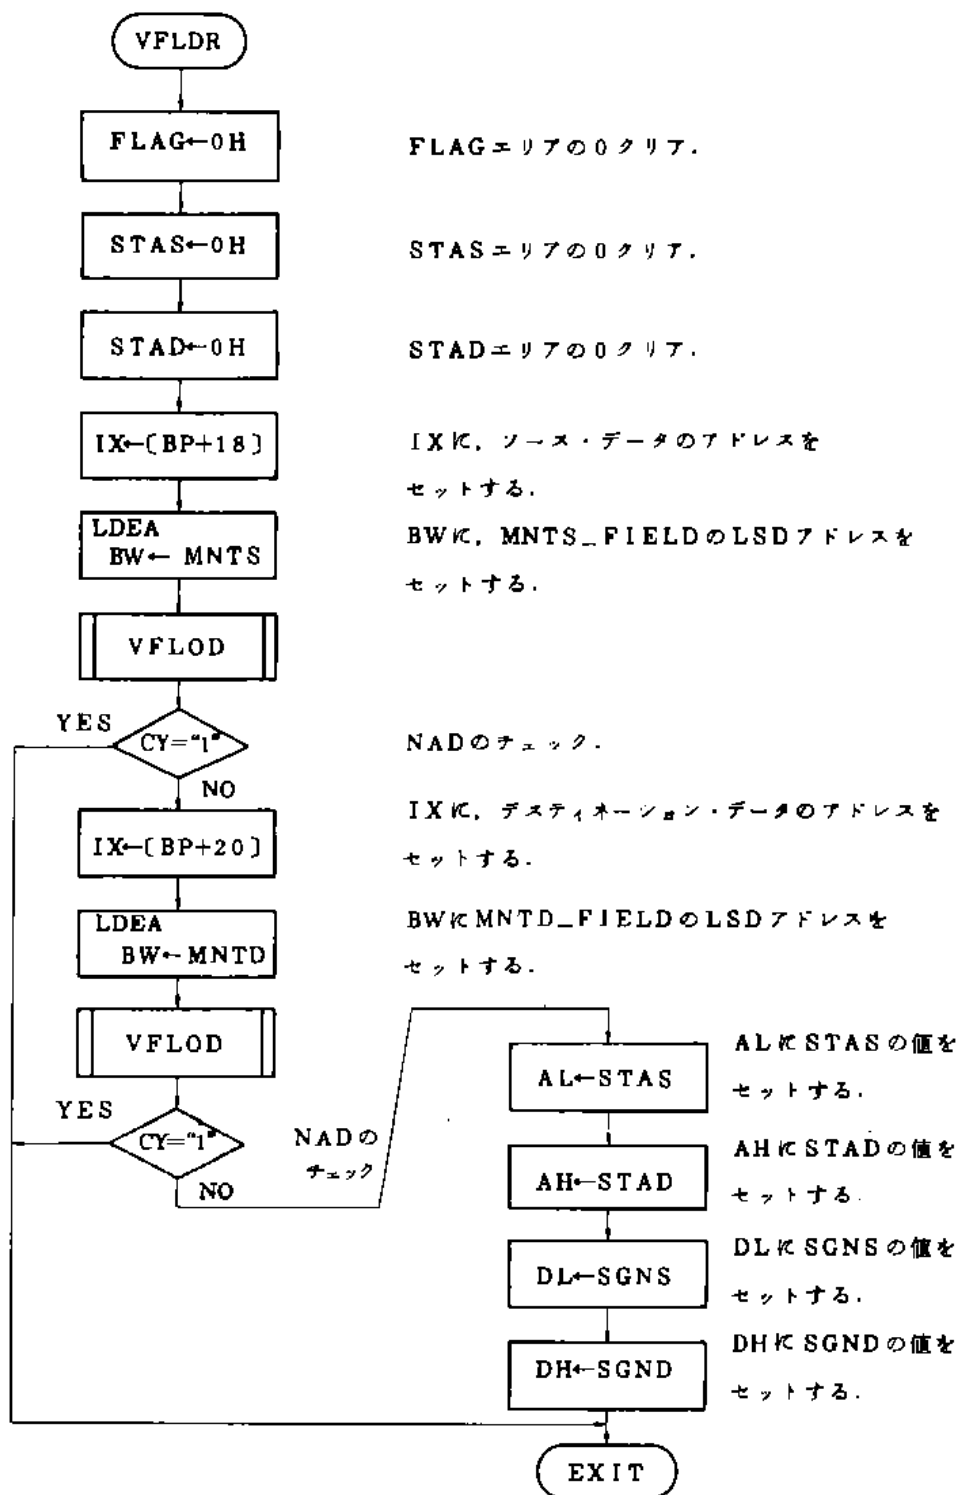 VFLDR
FLAG←0H
FLAGエリアの0クリア.
STAS←0H
STASエリアの0クリア.
STAD←0H
STADエリアの0クリア.
IX←〔BP+18〕
IXに,ソース・データのアドレスを
セットする.
LDEA
BW← MNTS
BWに,MNTS_FIELDのLSDアドレスを
セットする.
VFLOD
YES
CY="1"
NADのチェック.
NO
IX←〔BP+20〕
IXに,デスティネーション・データのアドレスを
セットする.
LDEA
BW←MNTD
BWにMNTD_FIELDのLSDアドレスを
セットする.
VFLOD
YES
CY="1"
NO
NADの
チェック
AL←STAS
ALにSTASの値を
セットする.
AH←STAD
AHにSTADの値を
セットする.
DL←SGNS
DLにSGNSの値を
セットする.
DH←SGND
DHにSGNDの値を
セットする.
EXIT